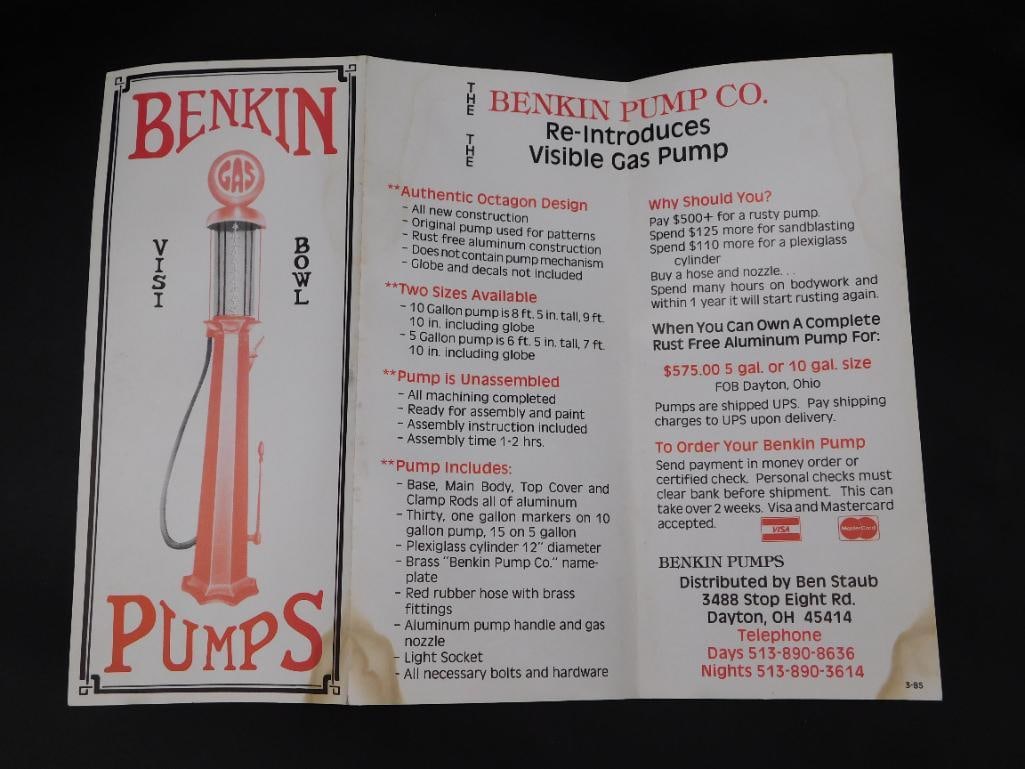 BENKIN
GAS
VISI
BOWL
PUMPS
THE BENKIN PUMP CO.
Re-Introduces
THE Visible Gas Pump
**Authentic Octagon Design
- All new construction
- Original pump used for patterns
- Rust free aluminum construction
- Does not contain pump mechanism
- Globe and decals not included
**Two Sizes Available
- 10 Gallon pump is 8 ft. 5 in. tall, 9 ft.
10 in. including globe
- 5 Gallon pump is 6 ft. 5 in. tall, 7 ft.
10 in. including globe
**Pump is Unassembled
- All machining completed
- Ready for assembly and paint
- Assembly instruction included
- Assembly time 1-2 hrs.
**Pump Includes:
- Base, Main Body, Top Cover and
Clamp Rods all of aluminum
- Thirty, one gallon markers on 10
gallon pump, 15 on 5 gallon
- Plexiglass cylinder 12" diameter
- Brass "Benkin Pump Co." name-
plate
- Red rubber hose with brass
fittings
- Aluminum pump handle and gas
nozzle
- Light Socket
- All necessary bolts and hardware
Why Should You?
Pay $500+ for a rusty pump.
Spend $125 more for sandblasting
Spend $110 more for a plexiglass
cylinder
Buy a hose and nozzle. . .
Spend many hours on bodywork and
within 1 year it will start rusting again.
When You Can Own A Complete
Rust Free Aluminum Pump For:
$575.00 5 gal. or 10 gal. size
FOB Dayton, Ohio
Pumps are shipped UPS. Pay shipping
charges to UPS upon delivery.
To Order Your Benkin Pump
Send payment in money order or
certified check. Personal checks must
clear bank before shipment. This can
take over 2 weeks. Visa and Mastercard
accepted.
VISA
MasterCard
BENKIN PUMPS
Distributed by Ben Staub
3488 Stop Eight Rd.
Dayton, OH 45414
Telephone
Days 513-890-8636
Nights 513-890-3614
3-85